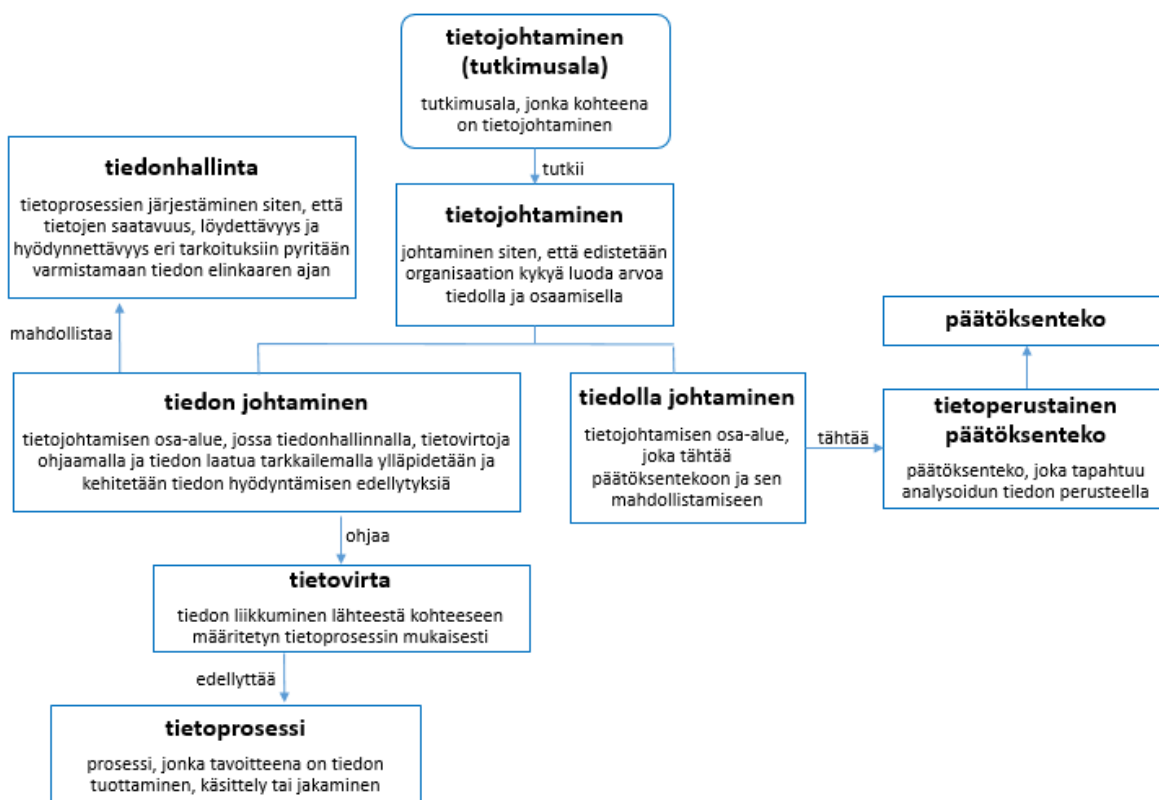 tietojohtaminen
(tutkimusala)
tutkimusala, jonka kohteena
on tietojohtaminen
tutkii
tiedonhallinta
tietoprosessien järjestäminen siten, että
tietojen saatavuus, löydettävyys ja
hyödynnettävyys eri tarkoituksiin pyritään
varmistamaan tiedon elinkaaren ajan
tietojohtaminen
johtaminen siten, että edistetään
organisaation kykyä luoda arvoa
tiedolla ja osaamisella
mahdollistaa
päätöksenteko
tiedon johtaminen
tietojohtamisen osa-alue, jossa tiedonhallinnalla, tietovirtoja
ohjaamalla ja tiedon laatua tarkkailemalla ylläpidetään ja
kehitetään tiedon hyödyntämisen edellytyksiä
tiedolla johtaminen
tietojohtamisen osa-alue,
joka tähtää
päätöksentekoon ja sen
mahdollistamiseen
tähtää
tietoperustainen
päätöksenteko
päätöksenteko, joka tapahtuu
analysoidun tiedon perusteella
ohjaa
tietovirta
tiedon liikkuminen lähteestä kohteeseen
määritetyn tietoprosessin mukaisesti
edellyttää
tietoprosessi
prosessi, jonka tavoitteena on tiedon
tuottaminen, käsittely tai jakaminen